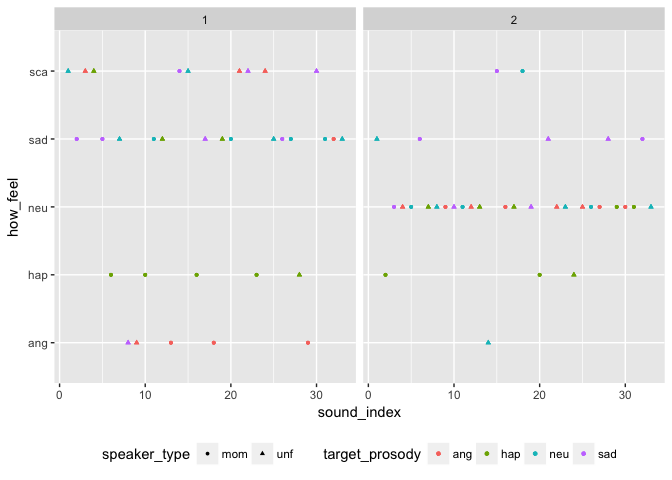 1 2
sca
sad
neu
hap
ang
how_feel
0 10 20 30 0 10 20 30
sound_index
speaker_type mom unf target_prosody ang hap neu sad